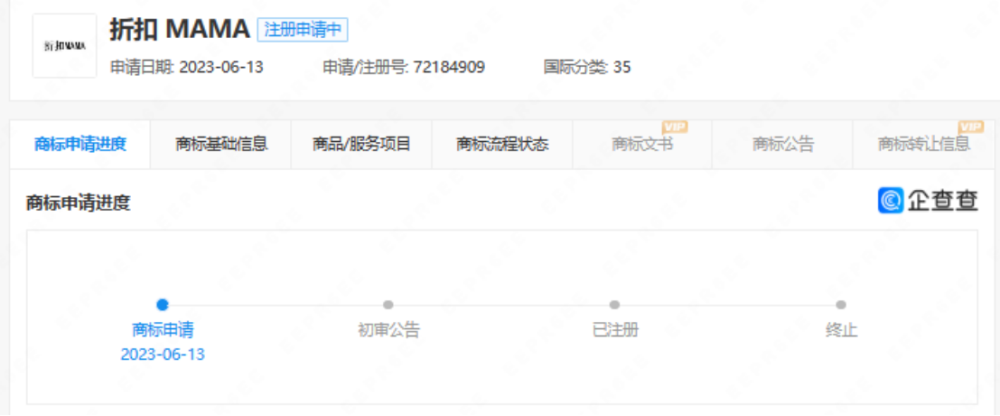 折扣 MAMA 注册申请中
折扣MAMA
申请日期: 2023-06-13 申请/注册号: 72184909 国际分类: 35
商标申请进度 商标基础信息 商品/服务项目 商标流程状态 商标文书 VIP 商标公告 商标转让信息 VIP
商标申请进度 企查查
商标申请 初审公告 已注册 终止
2023-06-13